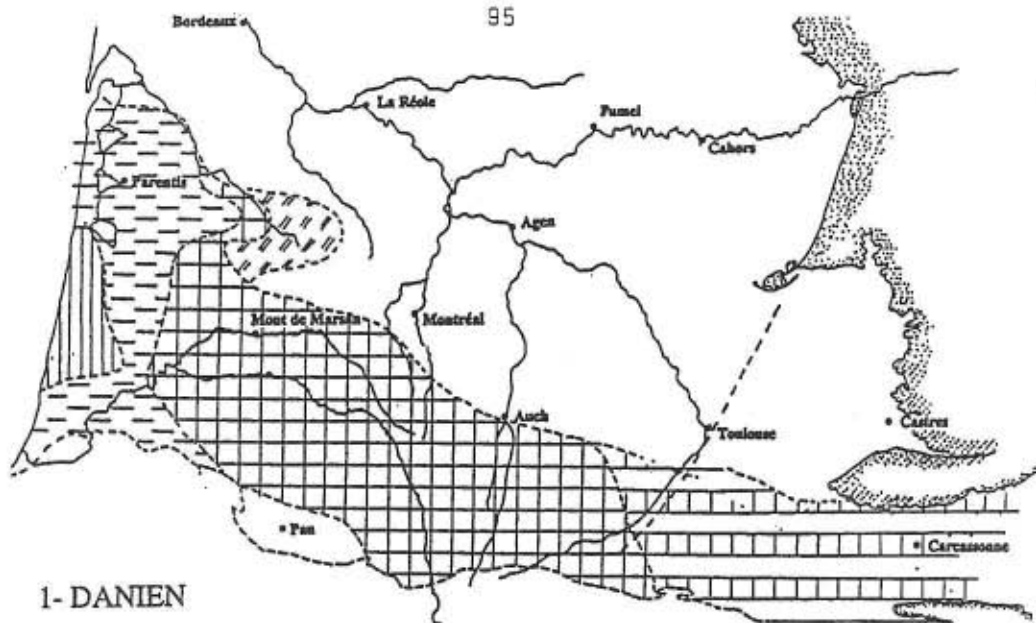 95
Bordeaux
La Réole
Fumel
Cahors
Parentis
Agen
Mont de Marsan
Montréal
Auch
Toulouse
Castres
Pau
Carcassonne
1- DANIEN